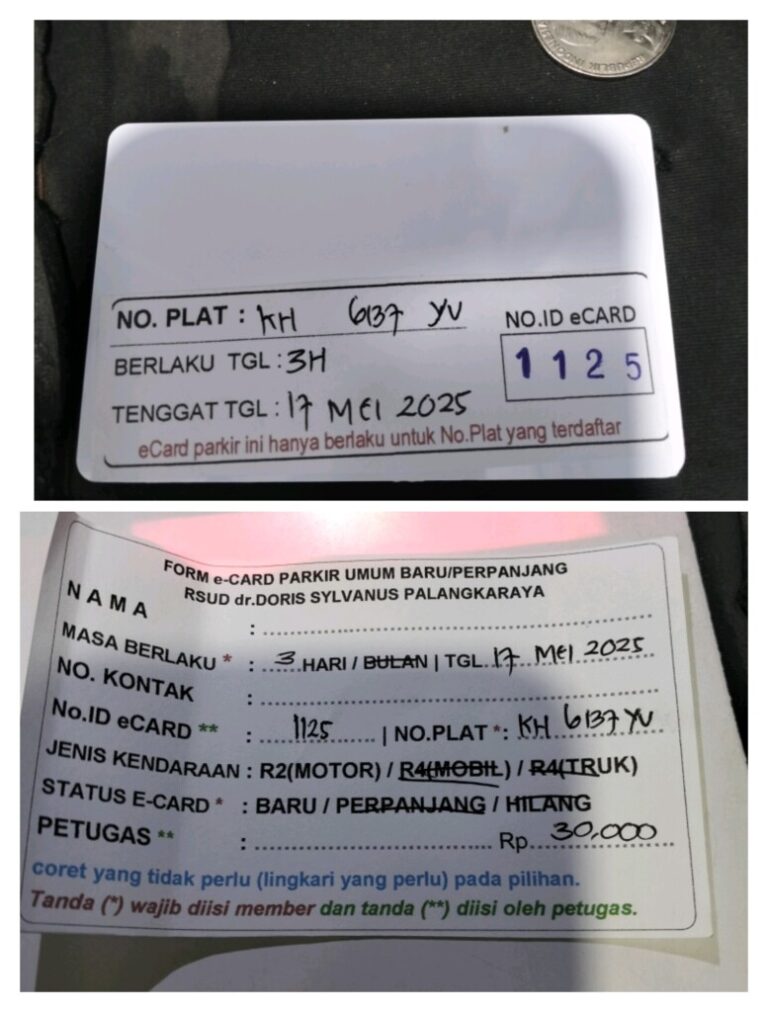 NO. PLAT : KH 6137 YV
NO.ID eCARD
BERLAKU TGL : 3H
1125
TENGGAT TGL : 17 MEI 2025
eCard parkir ini hanya berlaku untuk No.Plat yang terdaftar
FORM e-CARD PARKIR UMUM BARU/PERPANJANG
RSUD dr.DORIS SYLVANUS PALANGKARAYA
NAMA : ..........
MASA BERLAKU * : 3 HARI / BULAN | TGL. 17 MEI 2025
NO. KONTAK : ..........
No.ID eCARD ** : 1125 | NO.PLAT *: KH 6137 YV
JENIS KENDARAAN : R2(MOTOR) / R4(MOBIL) / R4(TRUK)
STATUS E-CARD * : BARU / PERPANJANG / HILANG
PETUGAS ** : .......... Rp. 30,000
coret yang tidak perlu (lingkari yang perlu) pada pilihan.
Tanda (*) wajib diisi member dan tanda (**) diisi oleh petugas.